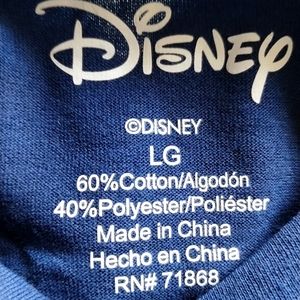 Disney
©DISNEY
LG
60%Cotton/Algodón
40%Polyester/Poliéster
Made in China
Hecho en China
RN# 71868